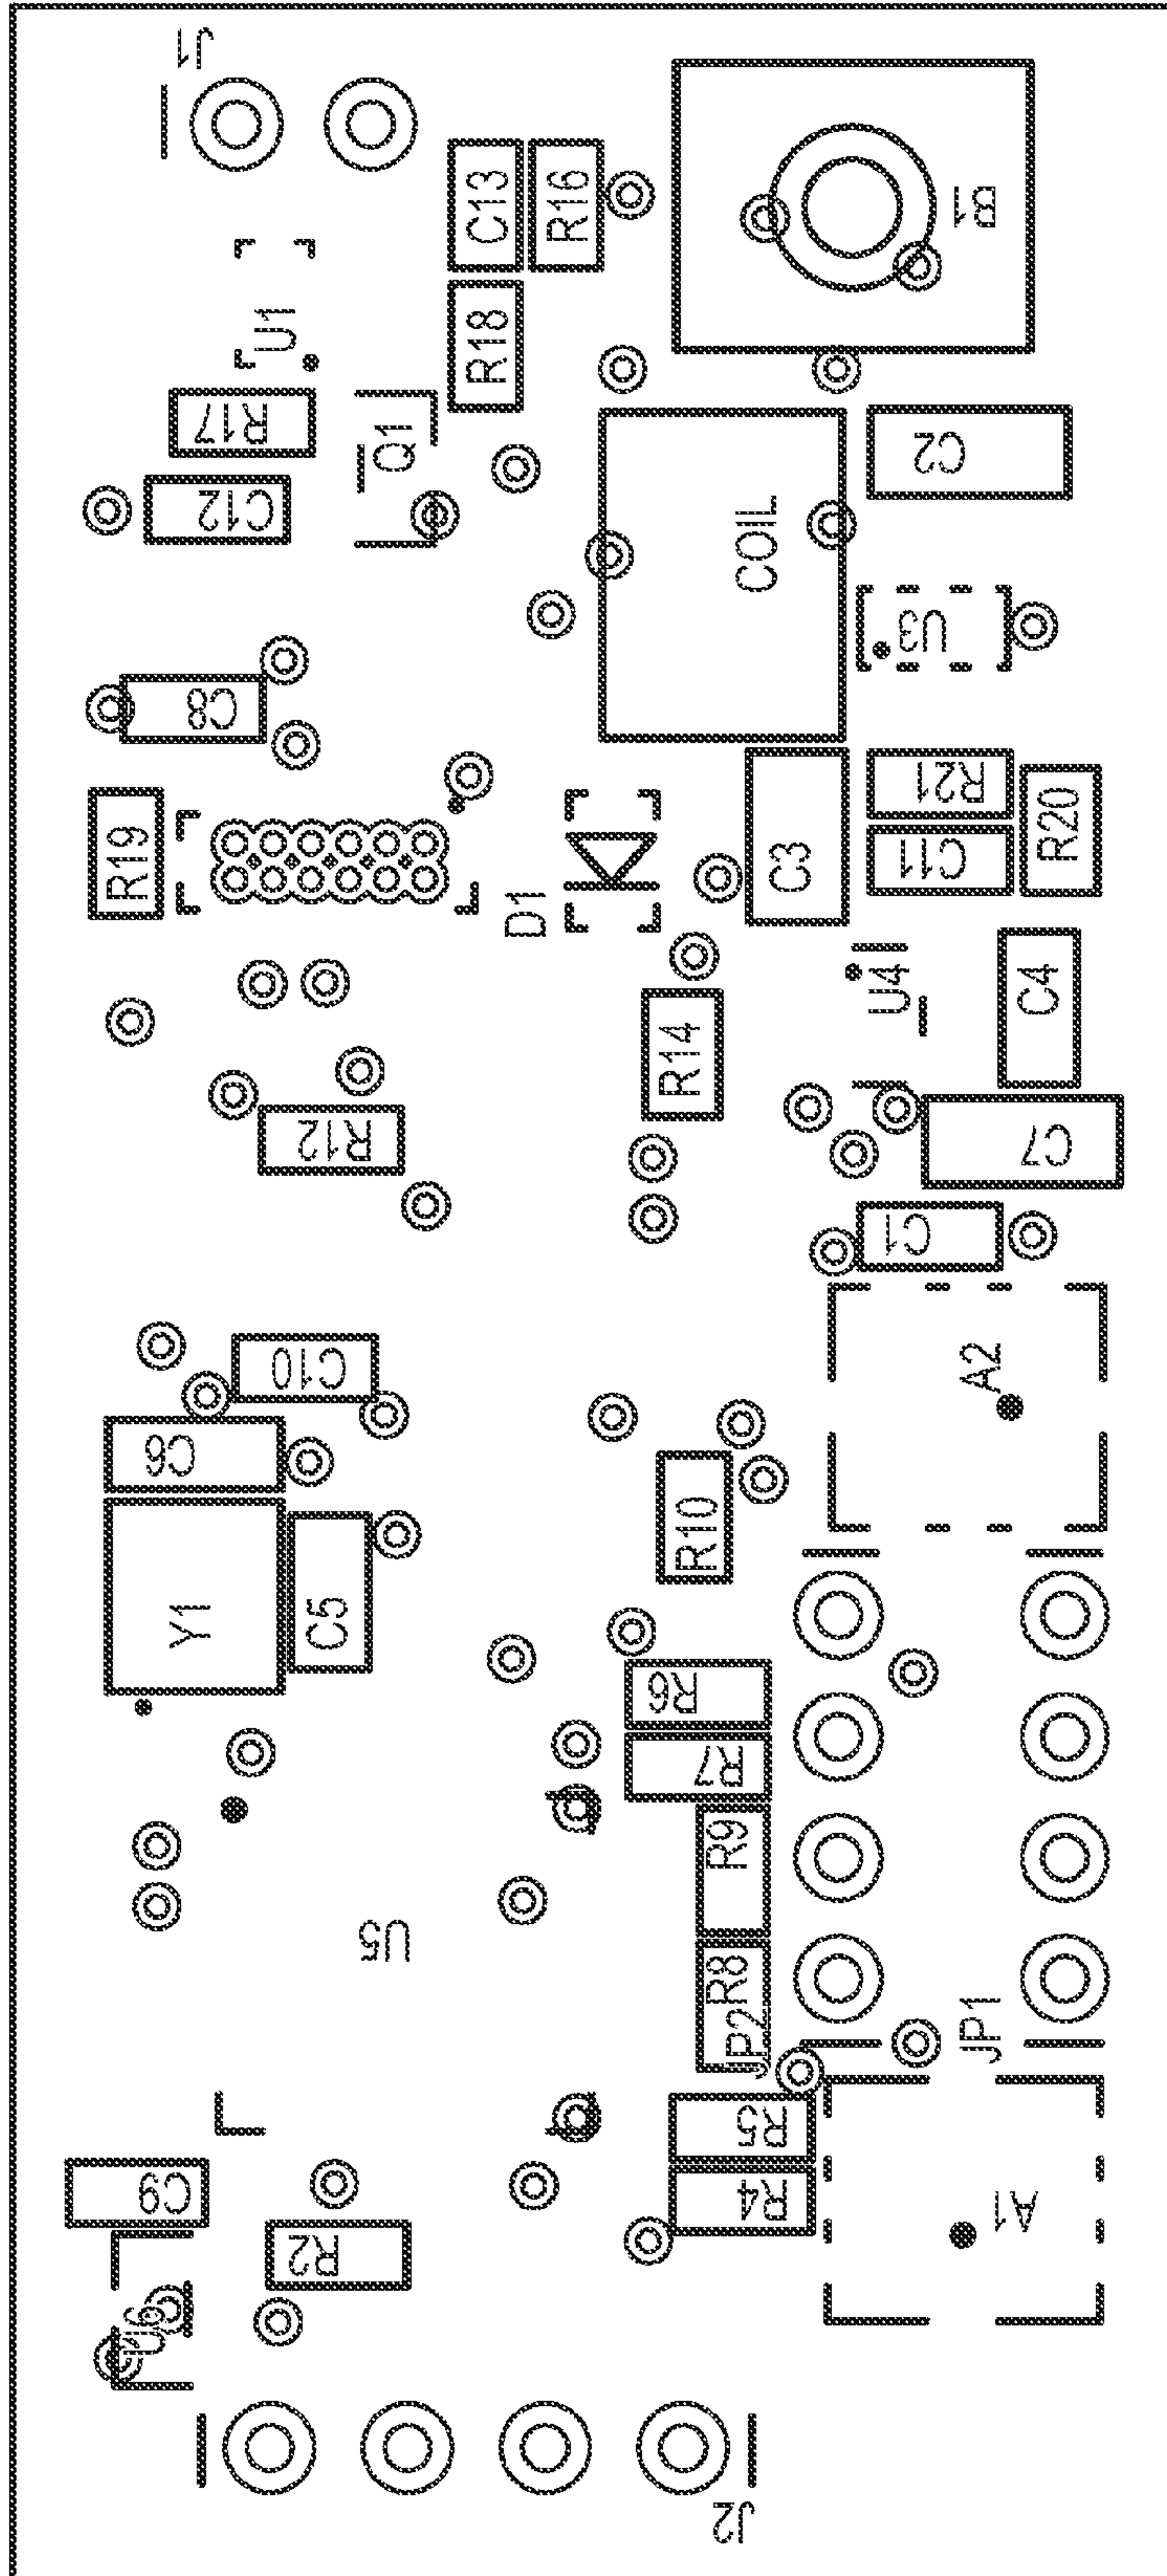 J1
C13
R16
B1
U1
R18
R17
Q1
C2
C12
COIL
U3
C8
R21
R20
R19
C3
C11
D1
U4
C4
R14
R12
C7
C1
A2
C10
C6
R10
Y1
C5
R6
R7
R9
U5
R8
JP2
JP1
R5
C9
R4
A1
R2
U6
J2